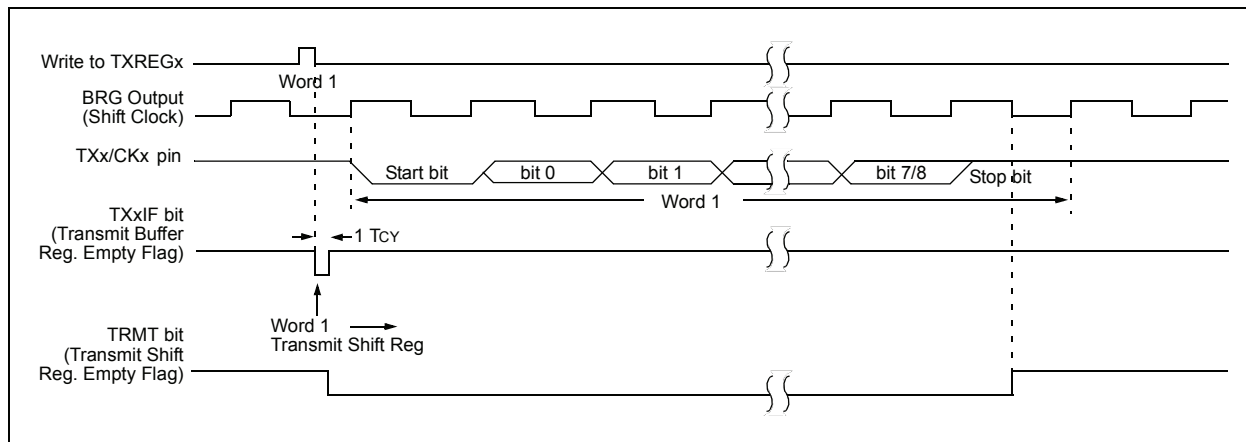 Write to TXREGx
Word 1
BRG Output
(Shift Clock)
TXx/CKx pin
Start bit
bit 0
bit 1
bit 7/8
Stop bit
Word 1
TXxIF bit
(Transmit Buffer
Reg. Empty Flag)
1 TCY
Word 1
Transmit Shift Reg
TRMT bit
(Transmit Shift
Reg. Empty Flag)